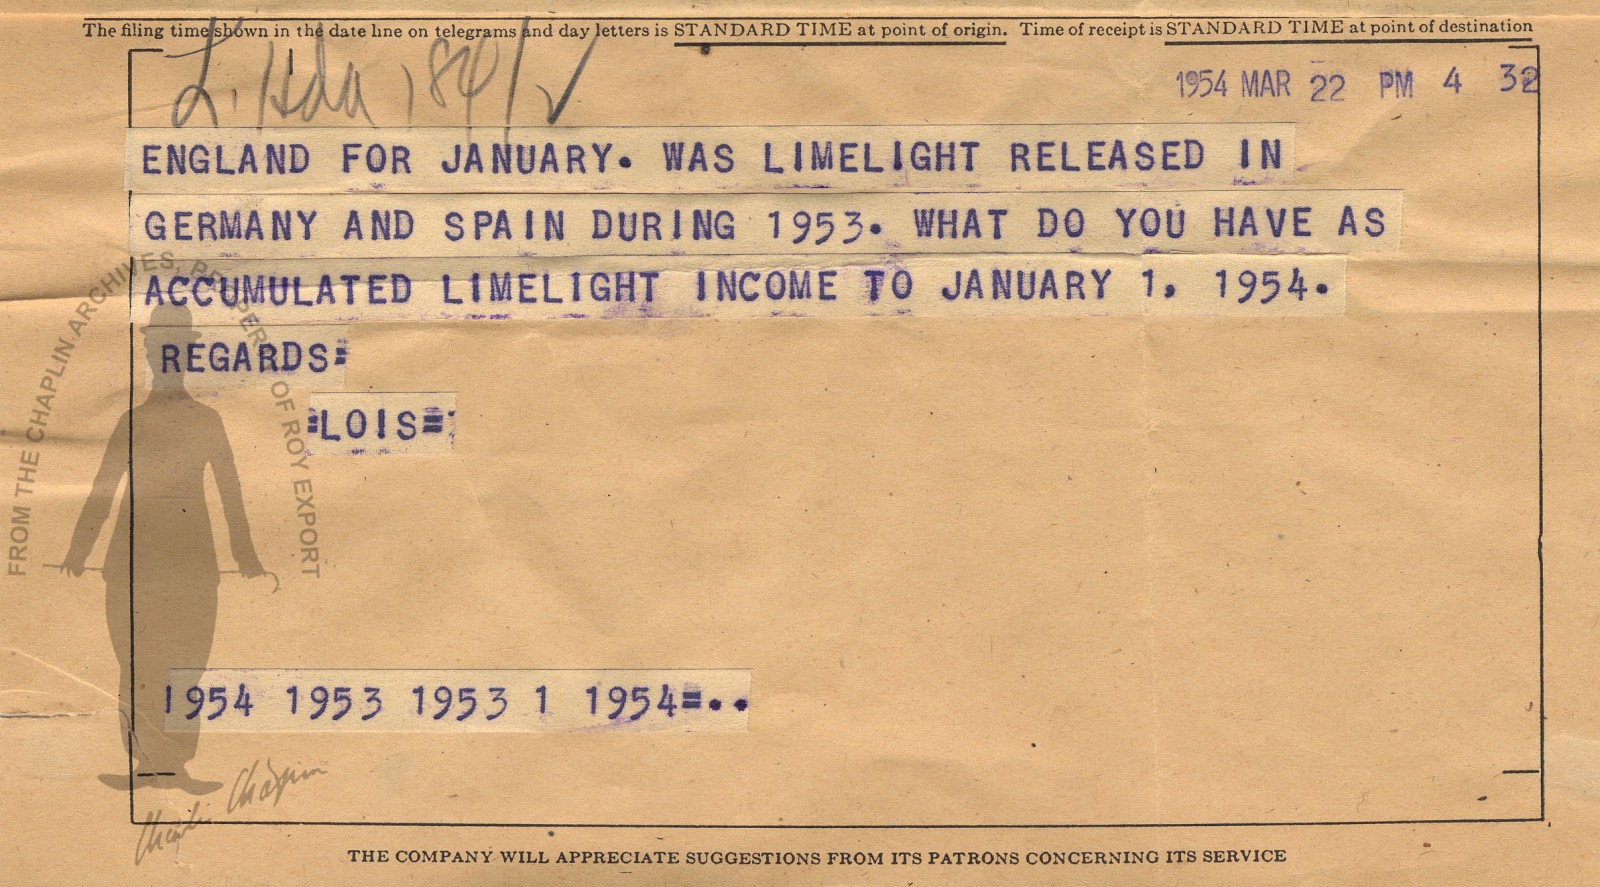 The filing time shown in the date line on telegrams and day letters is STANDARD TIME at point of origin. Time of receipt is STANDARD TIME at point of destination
1954 MAR 22 PM 4 32
ENGLAND FOR JANUARY. WAS LIMELIGHT RELEASED IN
GERMANY AND SPAIN DURING 1953. WHAT DO YOU HAVE AS
ACCUMULATED LIMELIGHT INCOME TO JANUARY 1, 1954.
REGARDS=
=LOIS=
1954 1953 1953 1 1954=..
FROM THE CHAPLIN ARCHIVES, PROPERTY OF ROY EXPORT
Charlie Chaplin
THE COMPANY WILL APPRECIATE SUGGESTIONS FROM ITS PATRONS CONCERNING ITS SERVICE